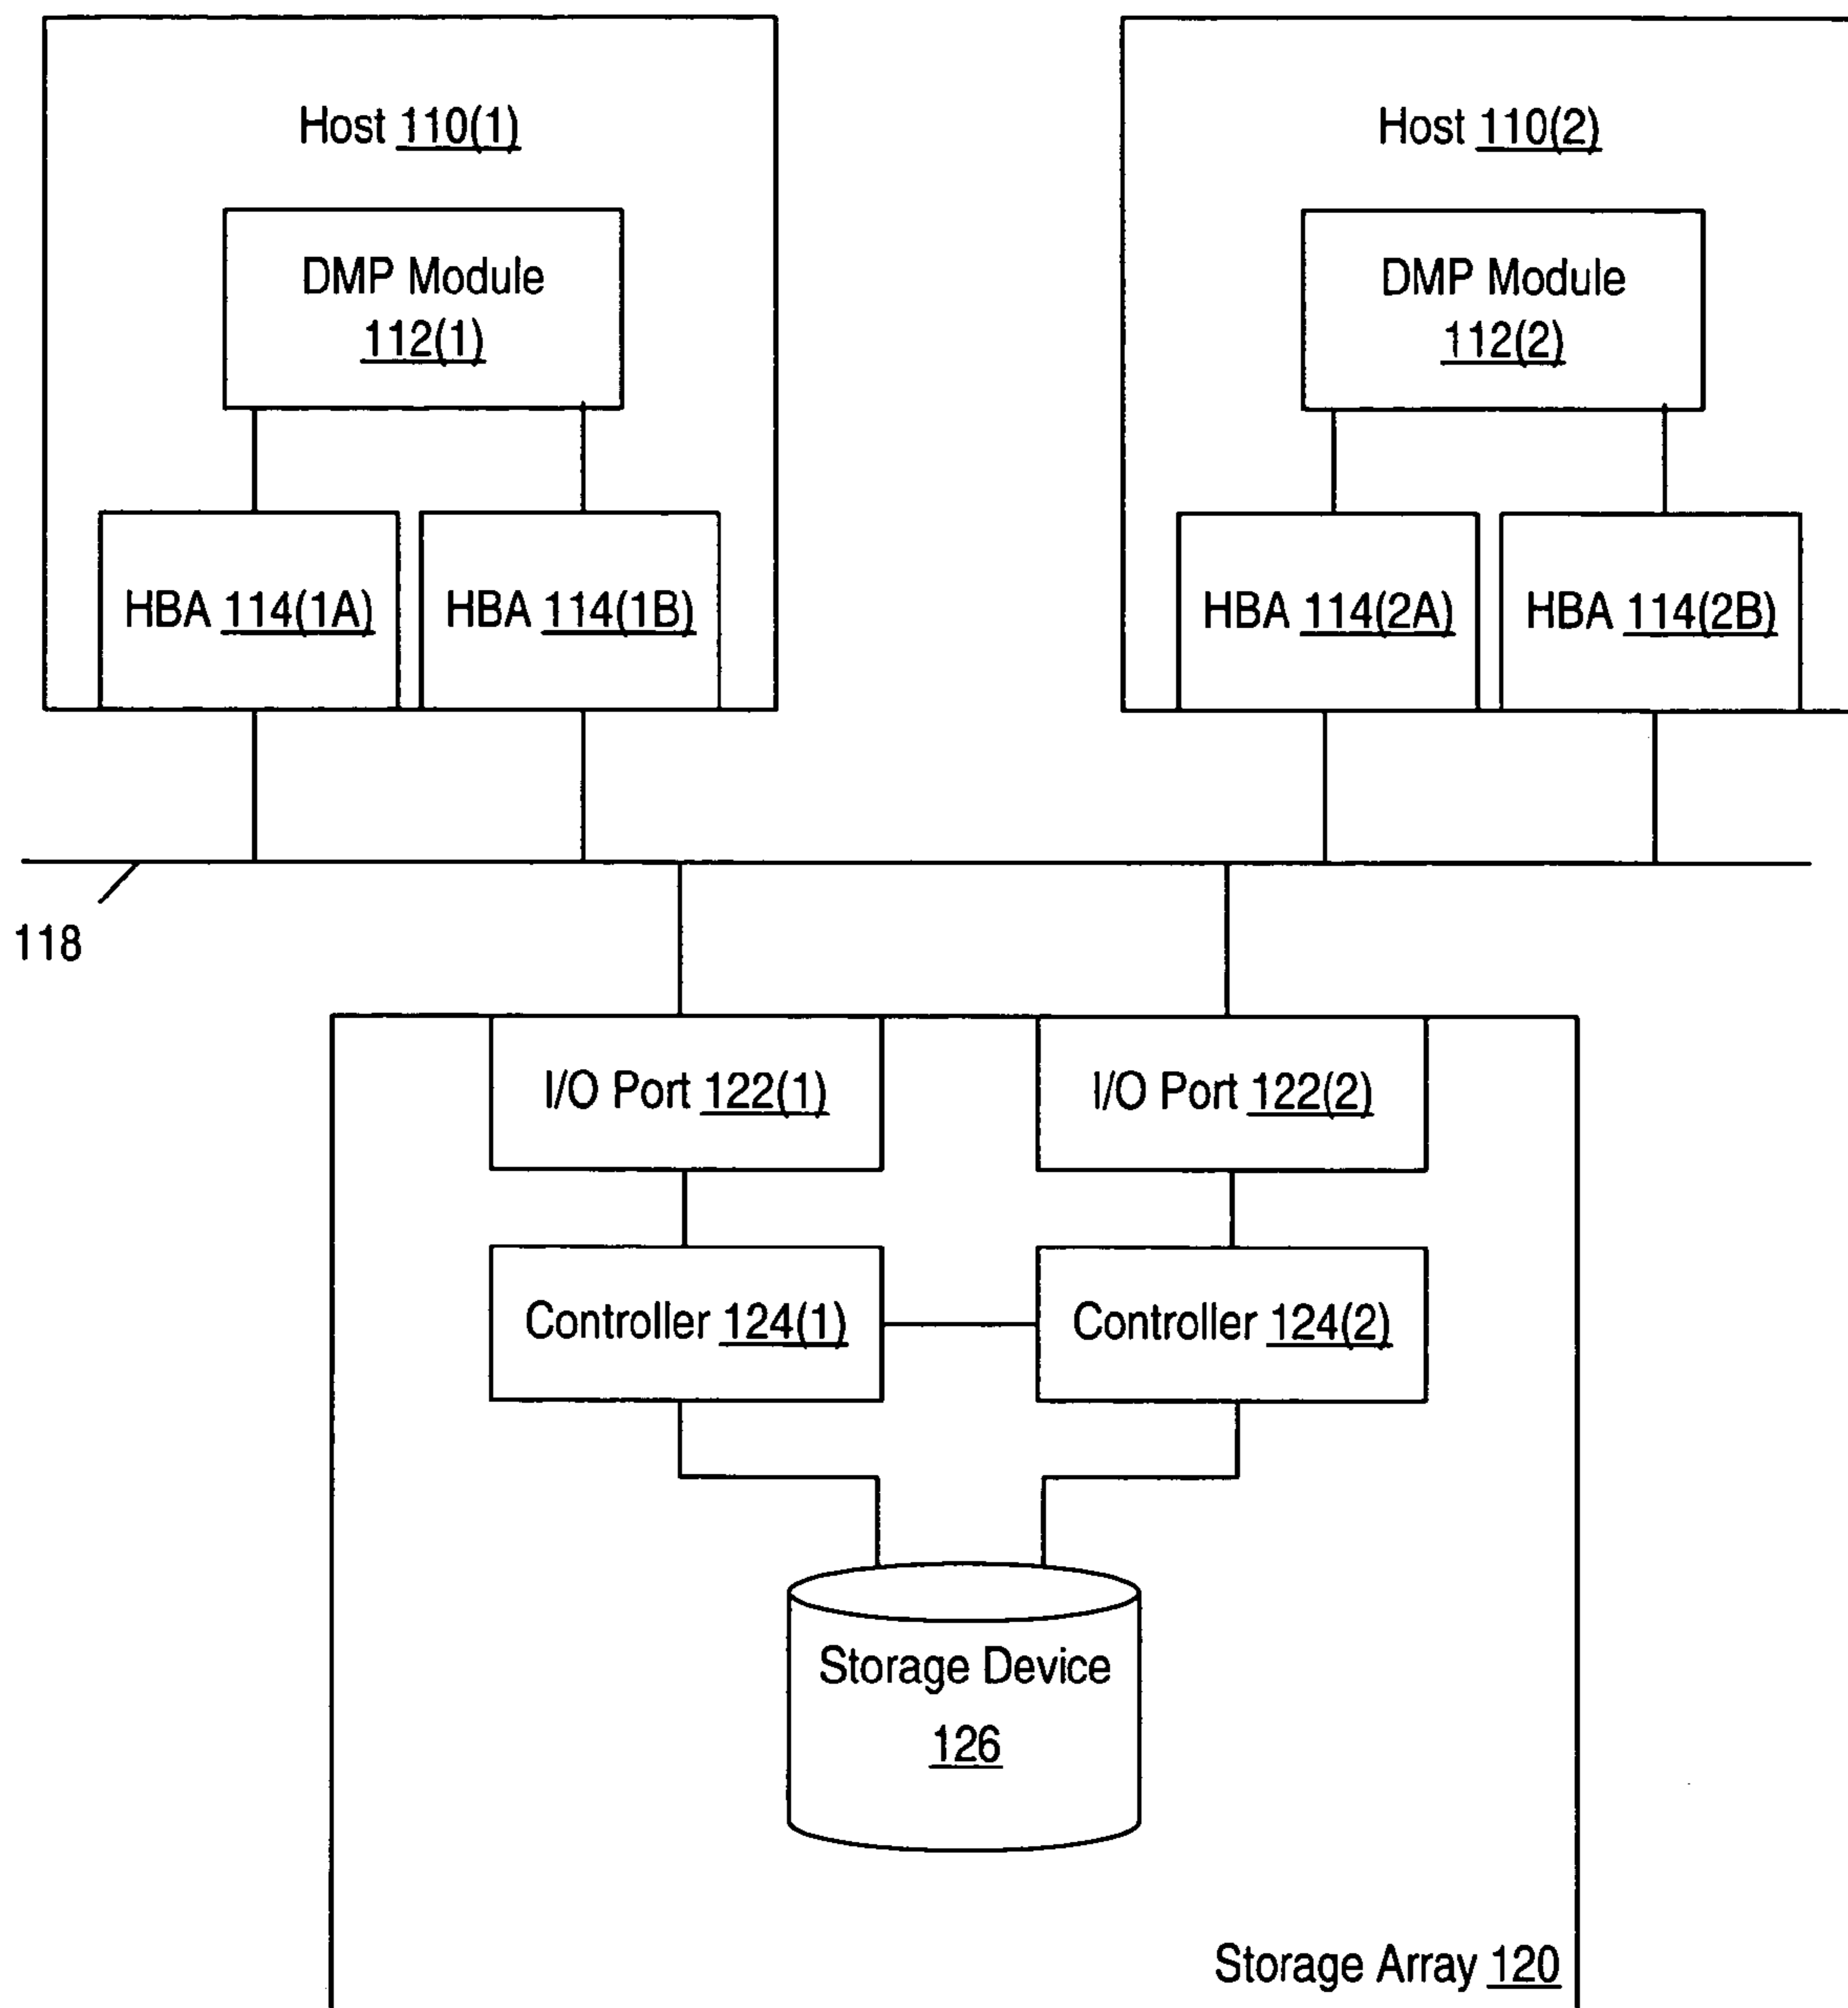 Host 110(1)
Host 110(2)
DMP Module
112(1)
DMP Module
112(2)
HBA 114(1A)
HBA 114(1B)
HBA 114(2A)
HBA 114(2B)
118
I/O Port 122(1)
I/O Port 122(2)
Controller 124(1)
Controller 124(2)
Storage Device
126
Storage Array 120